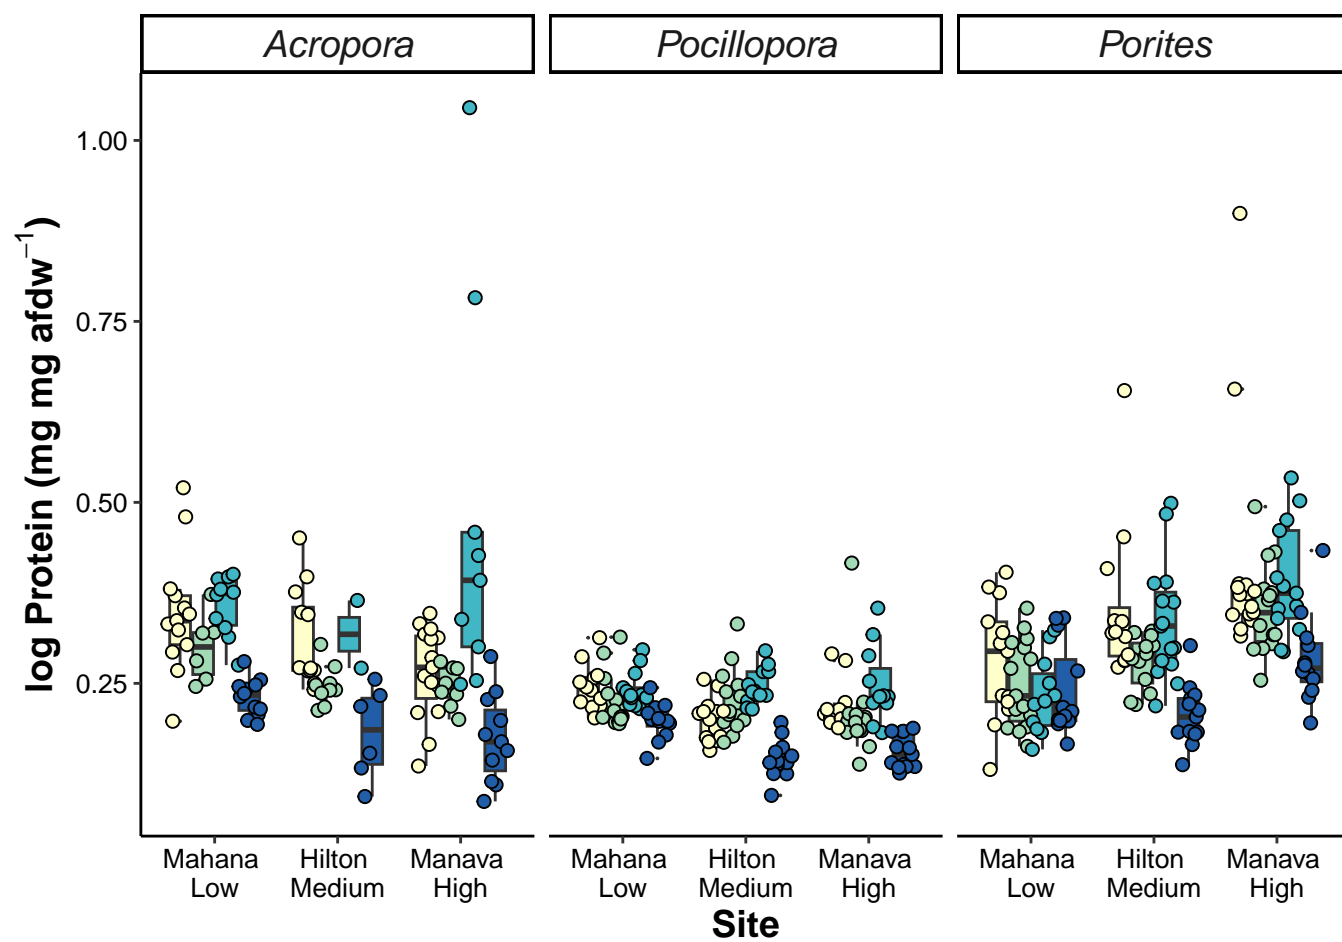 Acropora Pocillopora Porites
log Protein (mg mg afdw⁻¹)
1.00
0.75
0.50
0.25
Mahana Hilton Manava Mahana Hilton Manava Mahana Hilton Manava
Low Medium High Low Medium High Low Medium High
Site